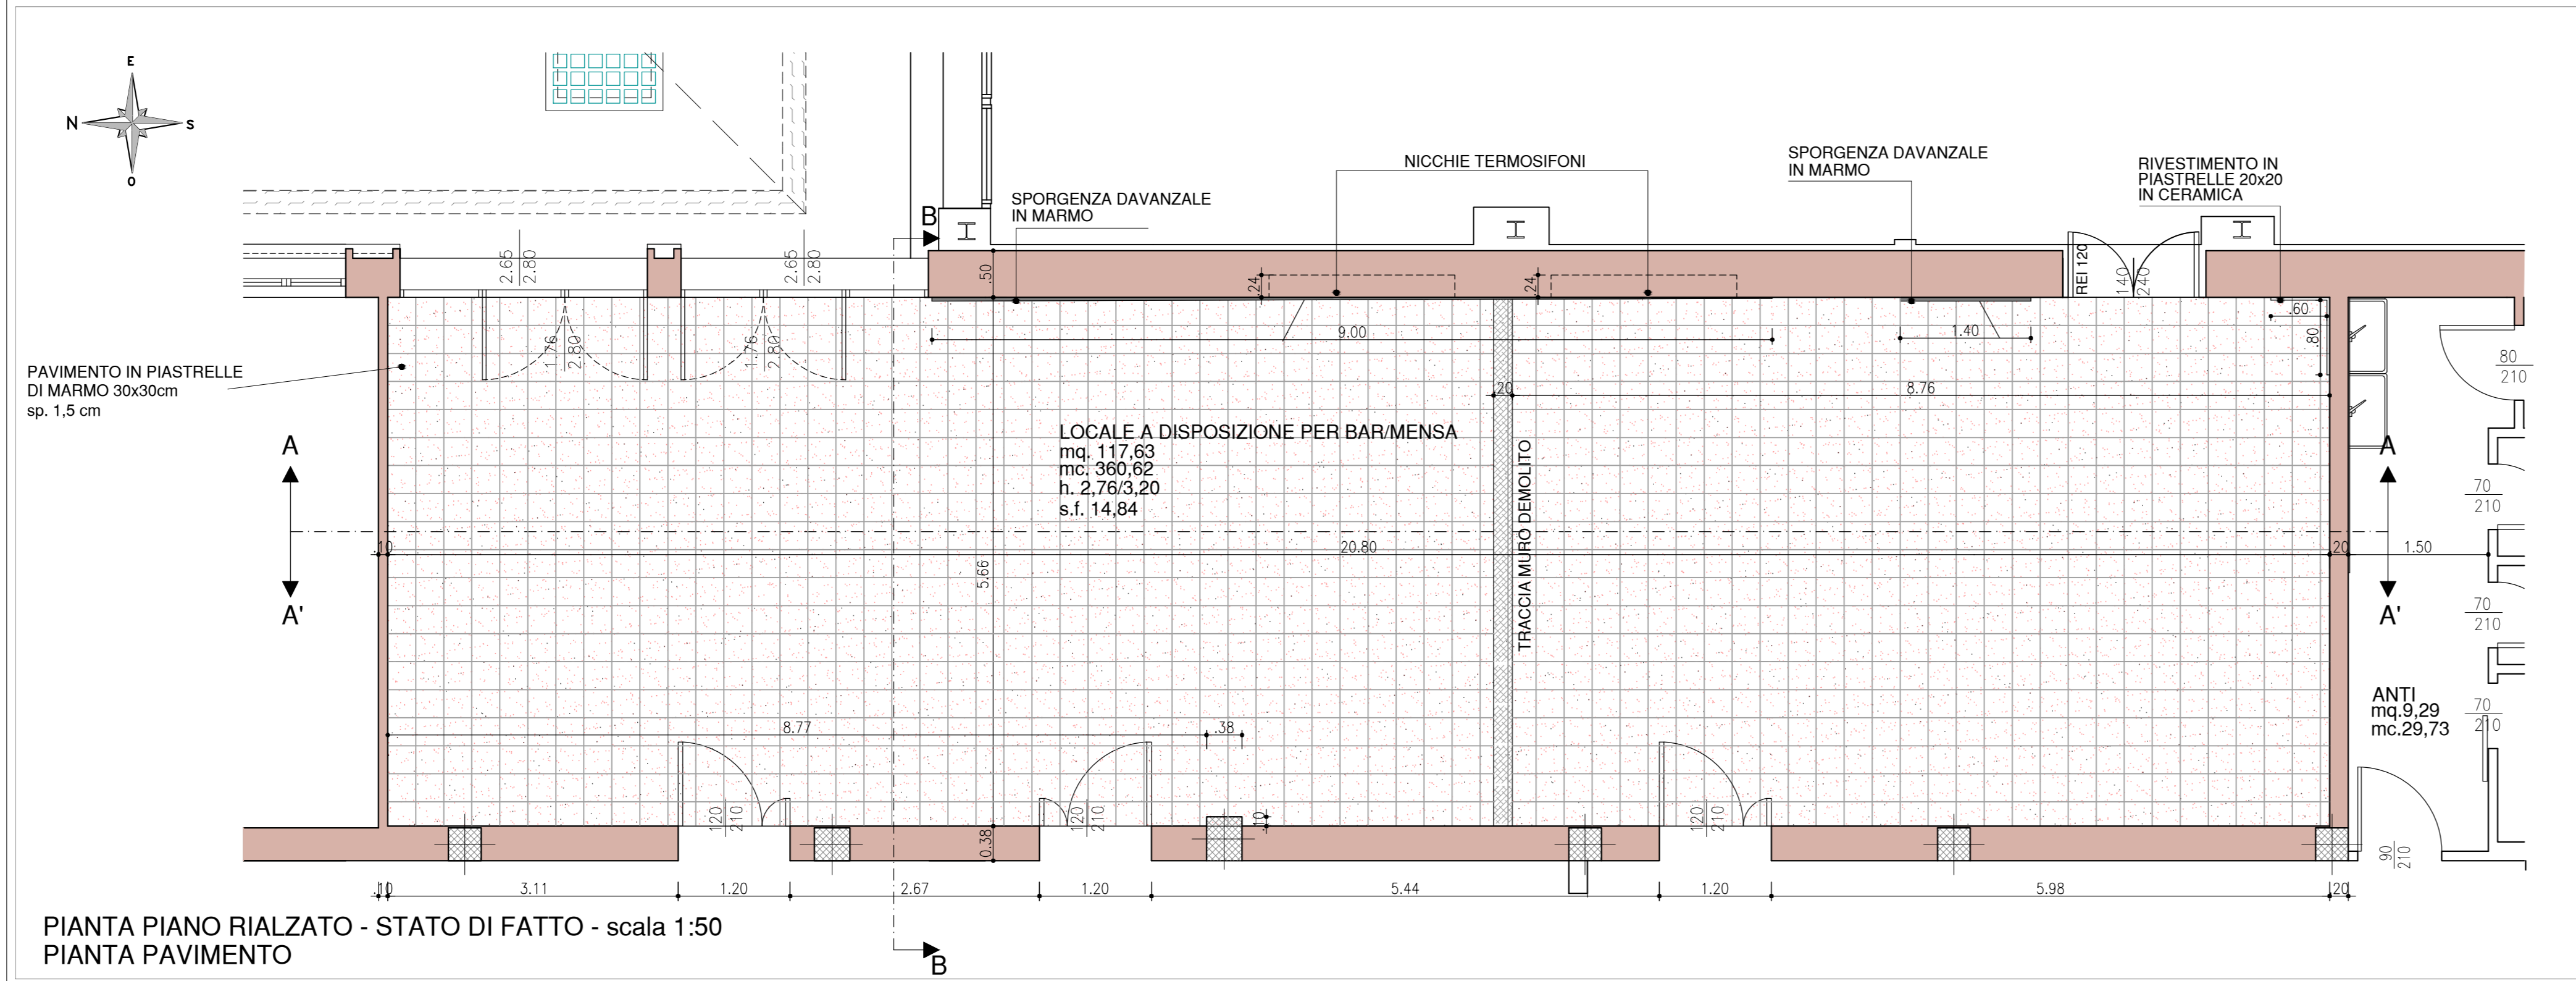 E
N
S
O
NICCHIE TERMOSIFONI
SPORGENZA DAVANZALE
IN MARMO
RIVESTIMENTO IN
PIASTRELLE 20x20
IN CERAMICA
SPORGENZA DAVANZALE
IN MARMO
B
2.65
2.80
2.65
2.80
.50
.24
.24
REI 120
140
240
.60
.80
9.00
1.40
1.76
2.80
1.76
2.80
80
210
PAVIMENTO IN PIASTRELLE
DI MARMO 30x30cm
sp. 1,5 cm
.20
8.76
LOCALE A DISPOSIZIONE PER BAR/MENSA
mq. 117,63
mc. 360,62
h. 2,76/3,20
s.f. 14,84
TRACCIA MURO DEMOLITO
A
A
70
210
.10
20.80
.20
1.50
5.66
A'
A'
70
210
ANTI
mq.9,29
mc.29,73
70
210
8.77
.38
120
210
120
210
.10
120
210
0.38
90
210
.10
3.11
1.20
2.67
1.20
5.44
1.20
5.98
.20
PIANTA PIANO RIALZATO - STATO DI FATTO - scala 1:50
PIANTA PAVIMENTO
B